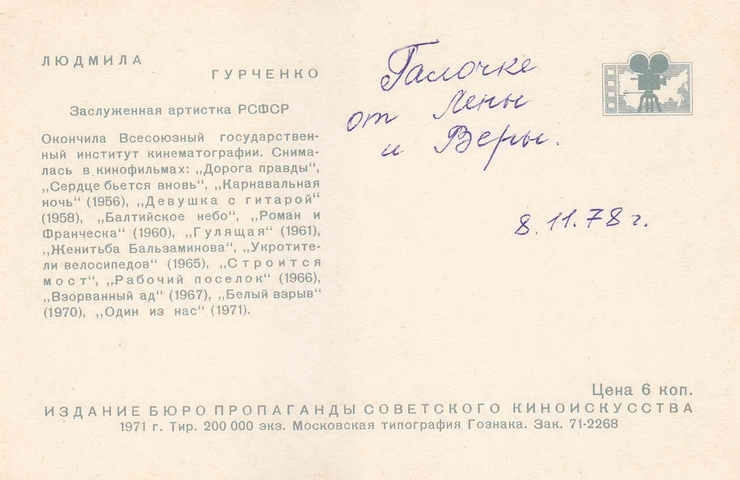 ЛЮДМИЛА
ГУРЧЕНКО
Заслуженная артистка РСФСР
Окончила Всесоюзный государствен-
ный институт кинематографии. Снима-
лась в кинофильмах: „Дорога правды",
„Сердце бьется вновь", „Карнавальная
ночь" (1956), „Девушка с гитарой"
(1958), „Балтийское небо", „Роман и
Франческа" (1960), „Гулящая" (1961),
„Женитьба Бальзаминова", „Укротите-
ли велосипедов" (1965), „Строится
мост", „Рабочий поселок" (1966),
„Взорванный ад" (1967), „Белый взрыв"
(1970), „Один из нас" (1971).
Галочке
от Лены
и Веры.
8.11.78 г.
Цена 6 коп.
ИЗДАНИЕ БЮРО ПРОПАГАНДЫ СОВЕТСКОГО КИНОИСКУССТВА
1971 г. Тир. 200 000 экз. Московская типография Гознака. Зак. 71-2268